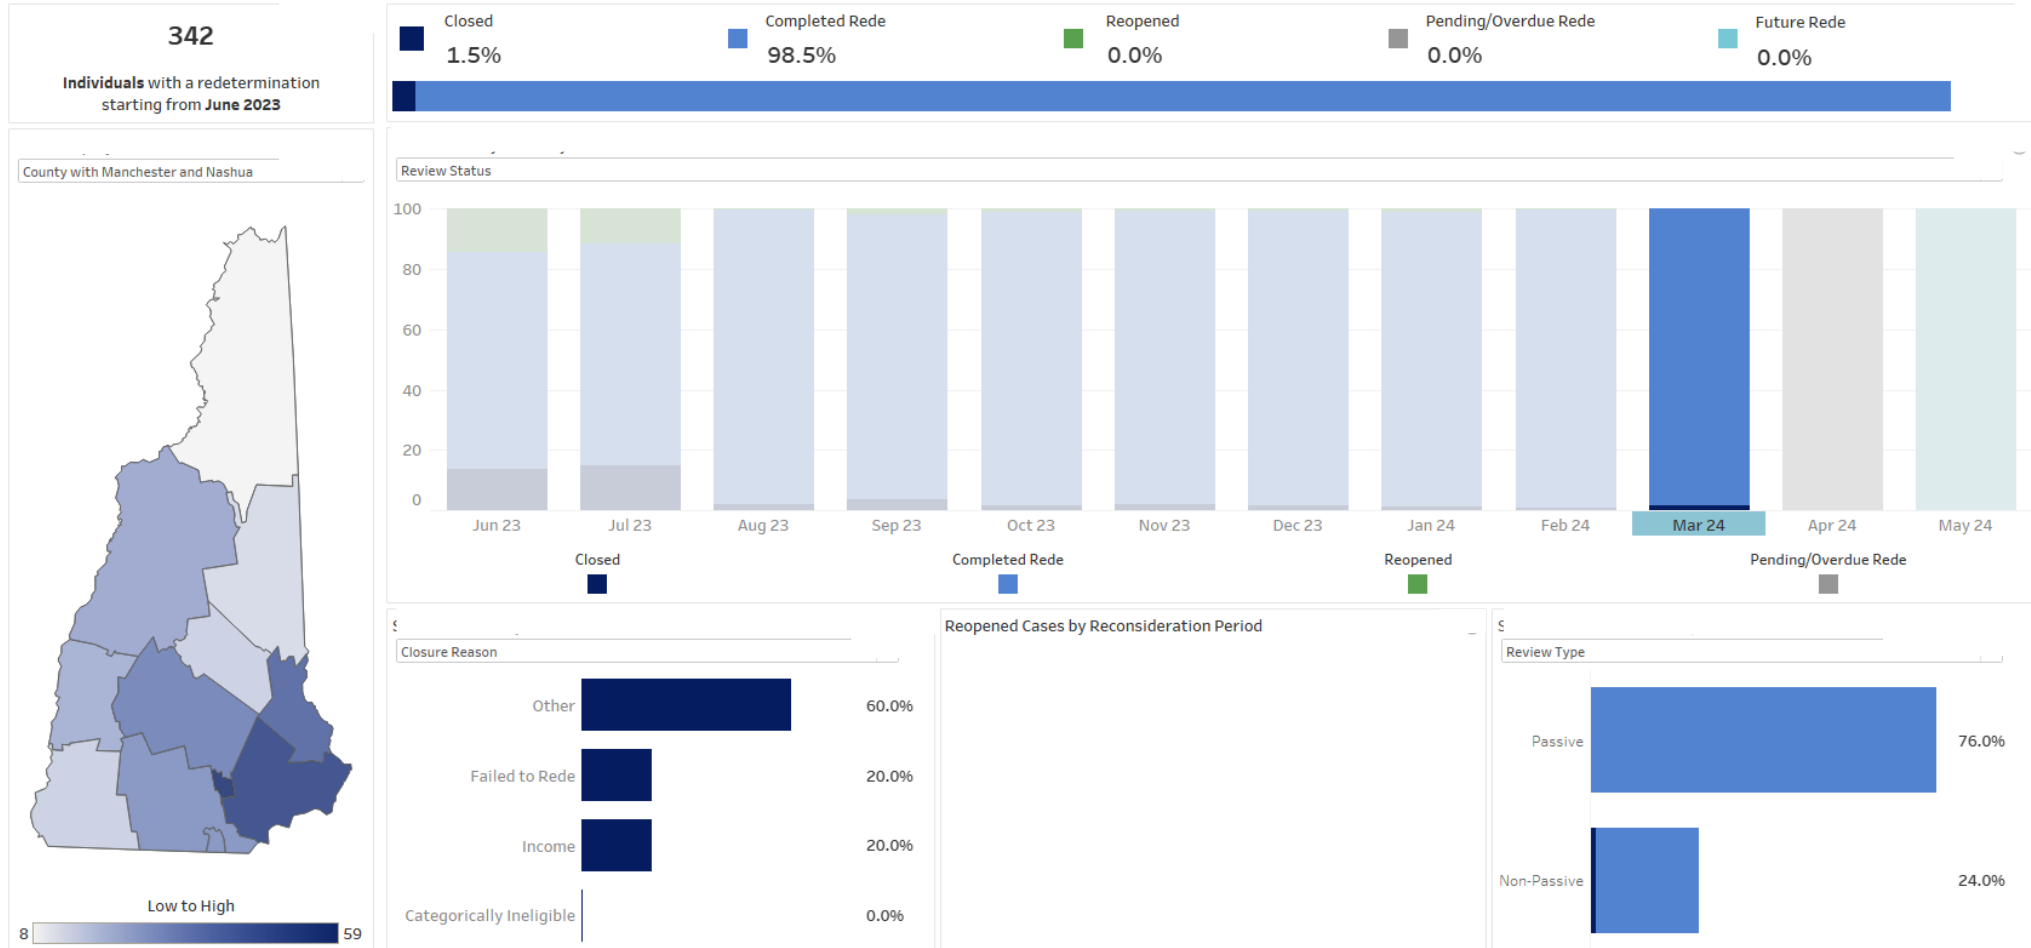 342
Individuals with a redetermination
starting from June 2023
Closed
1.5%
Completed Rede
98.5%
Reopened
0.0%
Pending/Overdue Rede
0.0%
Future Rede
0.0%
County with Manchester and Nashua
Low to High
8
59
Review Status
100
80
60
40
20
0
Jun 23
Jul 23
Aug 23
Sep 23
Oct 23
Nov 23
Dec 23
Jan 24
Feb 24
Mar 24
Apr 24
May 24
Closed
Completed Rede
Reopened
Pending/Overdue Rede
Closure Reason
Other
60.0%
Failed to Rede
20.0%
Income
20.0%
Categorically Ineligible
0.0%
Reopened Cases by Reconsideration Period
Review Type
Passive
76.0%
Non-Passive
24.0%